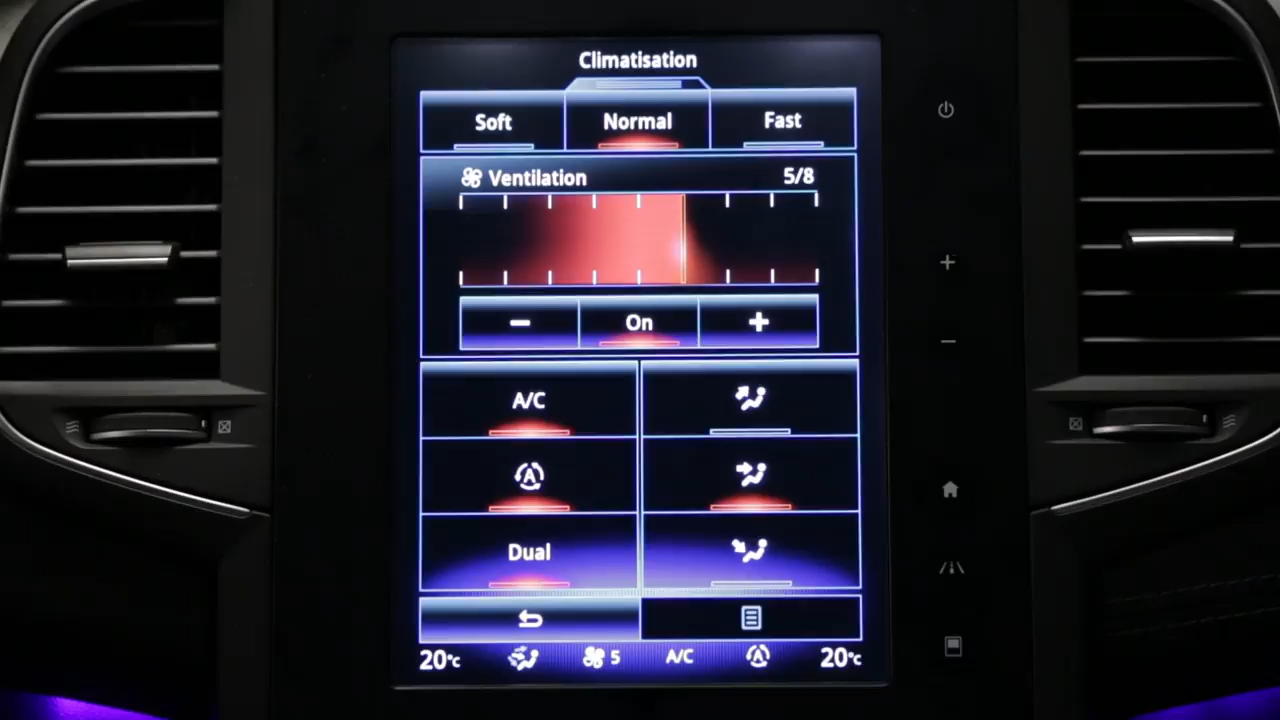 Climatisation
Soft Normal Fast
Ventilation 5/8
− On +
A/C
A
Dual
20°C 5 A/C A 20°C